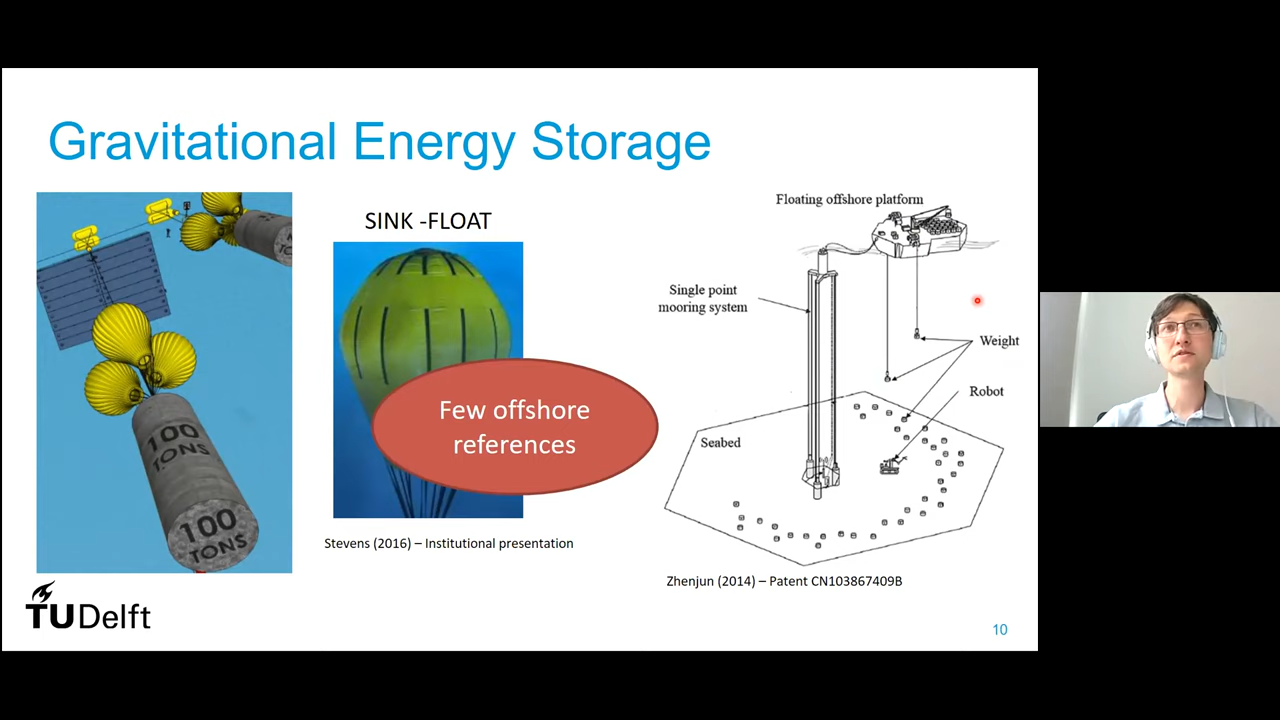 Gravitational Energy Storage
SINK -FLOAT
Few offshore
references
100
TONS
100
TONS
Stevens (2016) – Institutional presentation
Floating offshore platform
Single point
mooring system
Weight
Robot
Seabed
Zhenjun (2014) – Patent CN103867409B
TUDelft
10